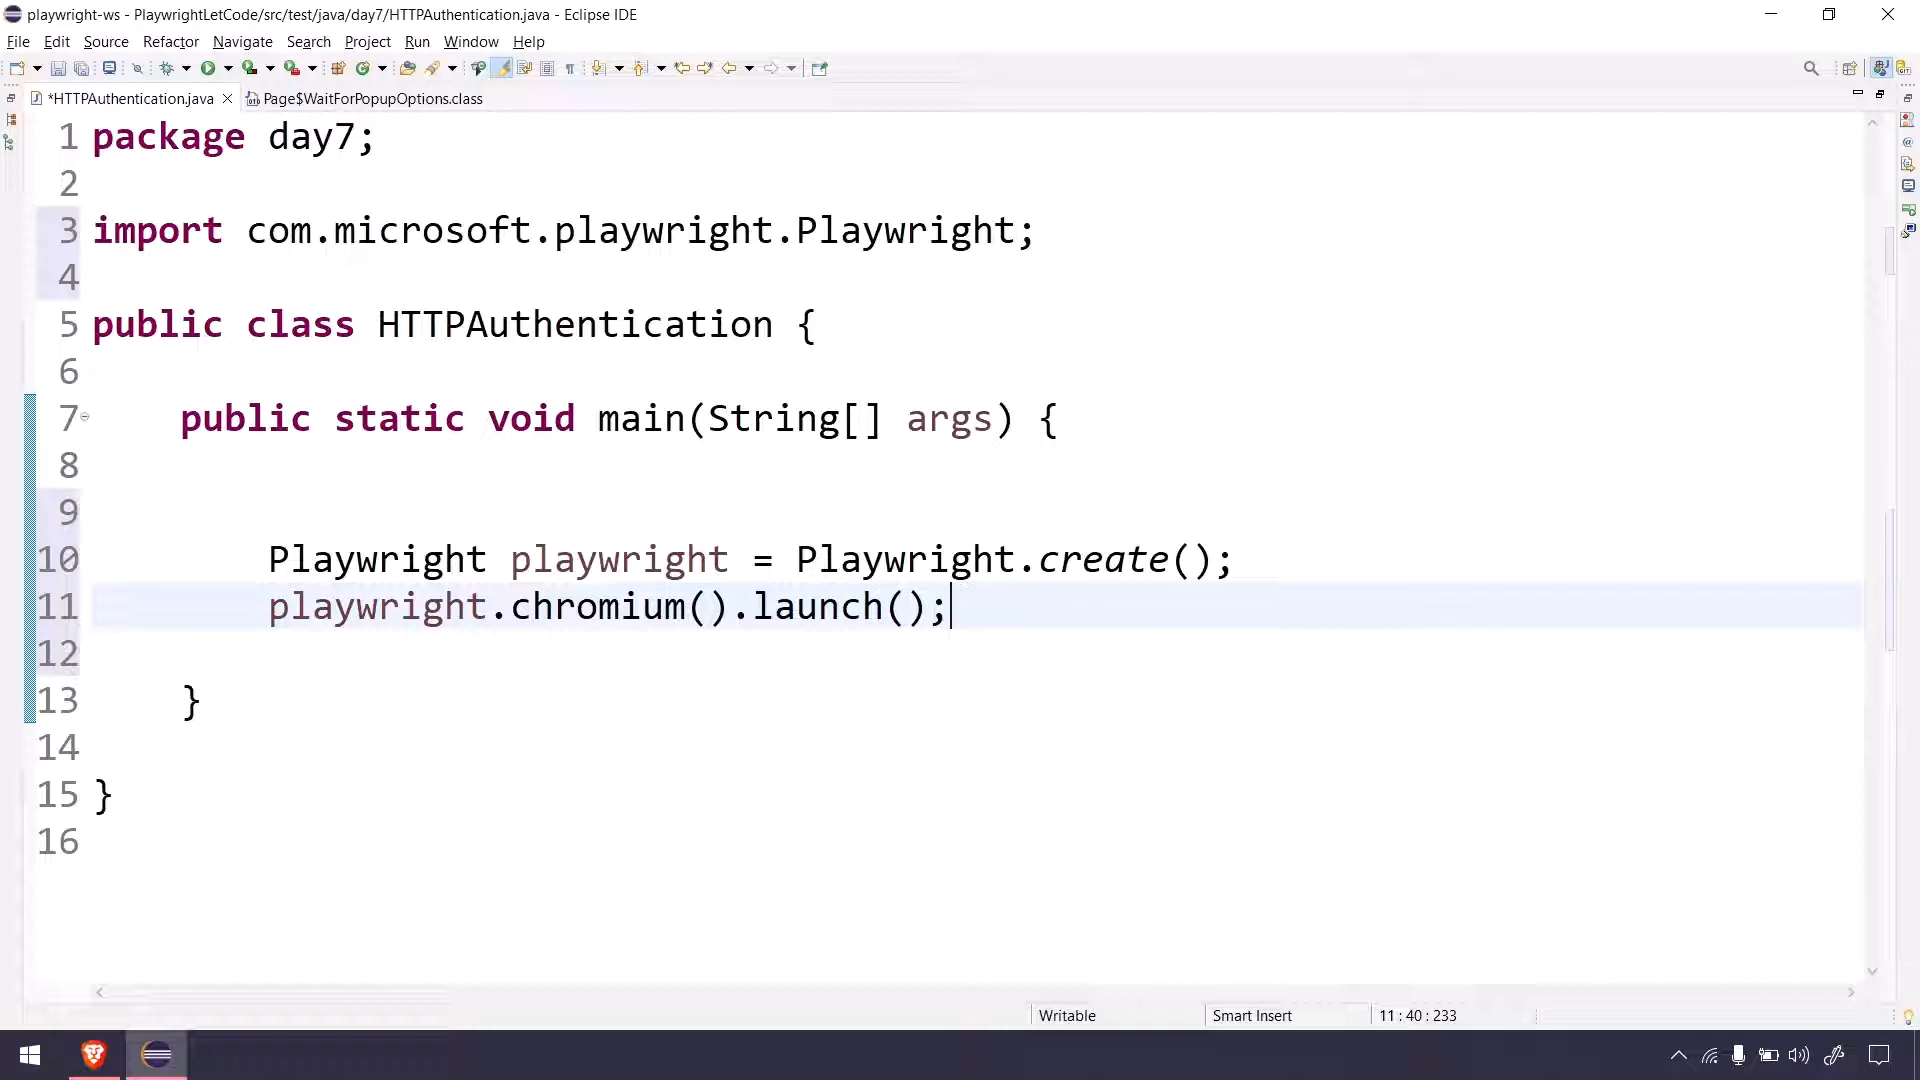 playwright-ws - PlaywrightLetCode/src/test/java/day7/HTTPAuthentication.java - Eclipse IDE
File Edit Source Refactor Navigate Search Project Run Window Help
*HTTPAuthentication.java Page$WaitForPopupOptions.class
1 package day7;
2
3 import com.microsoft.playwright.Playwright;
4
5 public class HTTPAuthentication {
6
7 public static void main(String[] args) {
8
9
10 Playwright playwright = Playwright.create();
11 playwright.chromium().launch();
12
13 }
14
15 }
16
Writable Smart Insert 11 : 40 : 233